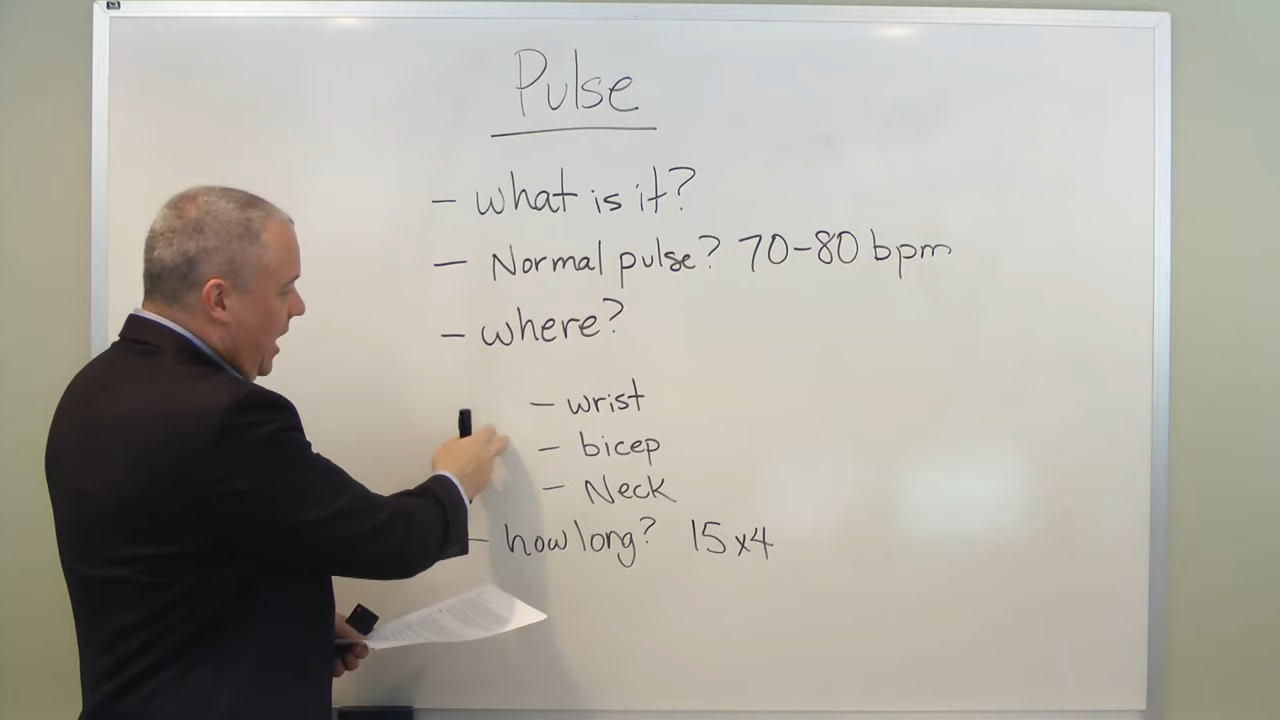 Pulse
- what is it?
- Normal pulse? 70-80 bpm
- where?
- wrist
- bicep
- Neck
- how long? 15x4